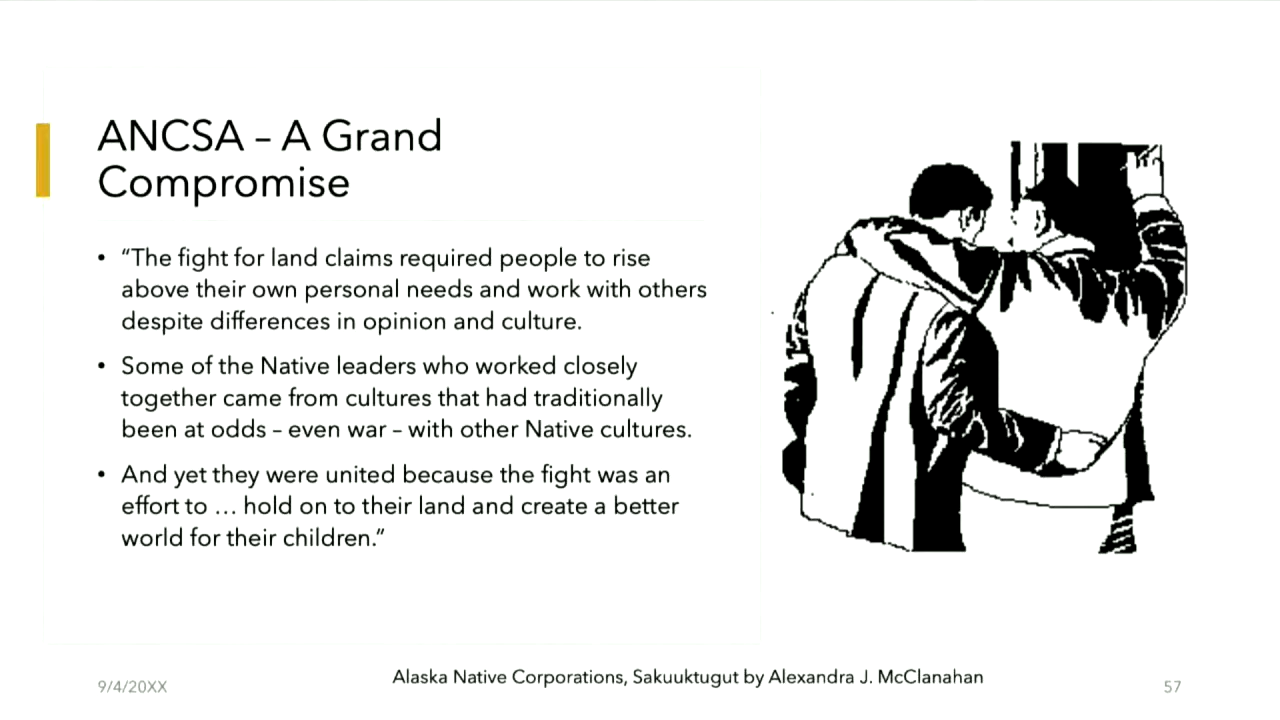 ANCSA – A Grand
Compromise
• “The fight for land claims required people to rise
above their own personal needs and work with others
despite differences in opinion and culture.
• Some of the Native leaders who worked closely
together came from cultures that had traditionally
been at odds – even war – with other Native cultures.
• And yet they were united because the fight was an
effort to … hold on to their land and create a better
world for their children.”
9/4/20XX
Alaska Native Corporations, Sakuuktugut by Alexandra J. McClanahan
57